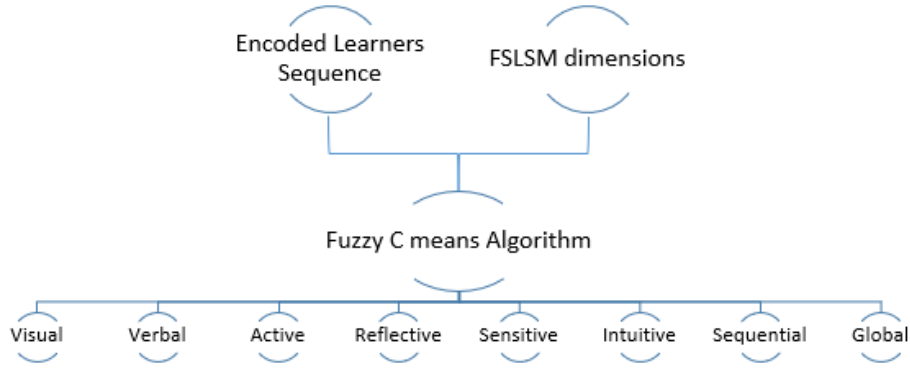 Encoded Learners
Sequence
FSLSM dimensions
Fuzzy C means Algorithm
Visual
Verbal
Active
Reflective
Sensitive
Intuitive
Sequential
Global